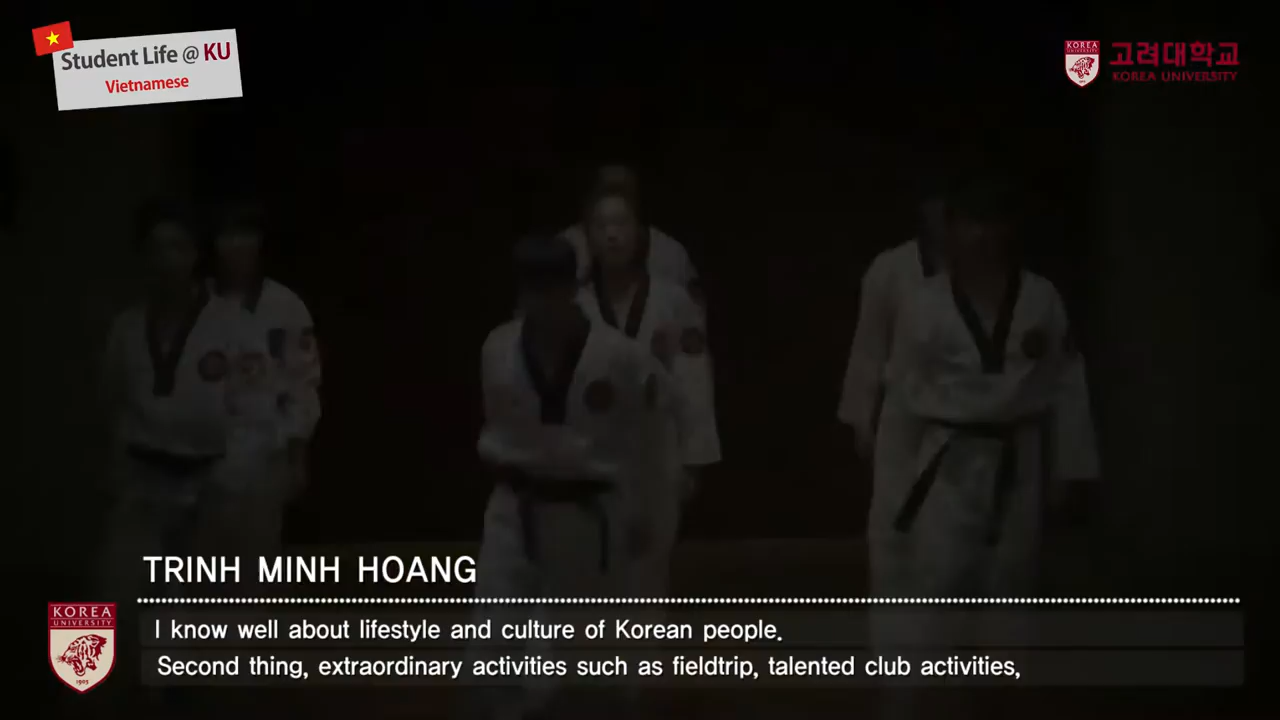 Student Life @ KU
Vietnamese
KOREA
UNIVERSITY
고려대학교
KOREA UNIVERSITY
TRINH MINH HOANG
KOREA
UNIVERSITY
1905
I know well about lifestyle and culture of Korean people.
Second thing, extraordinary activities such as fieldtrip, talented club activities,